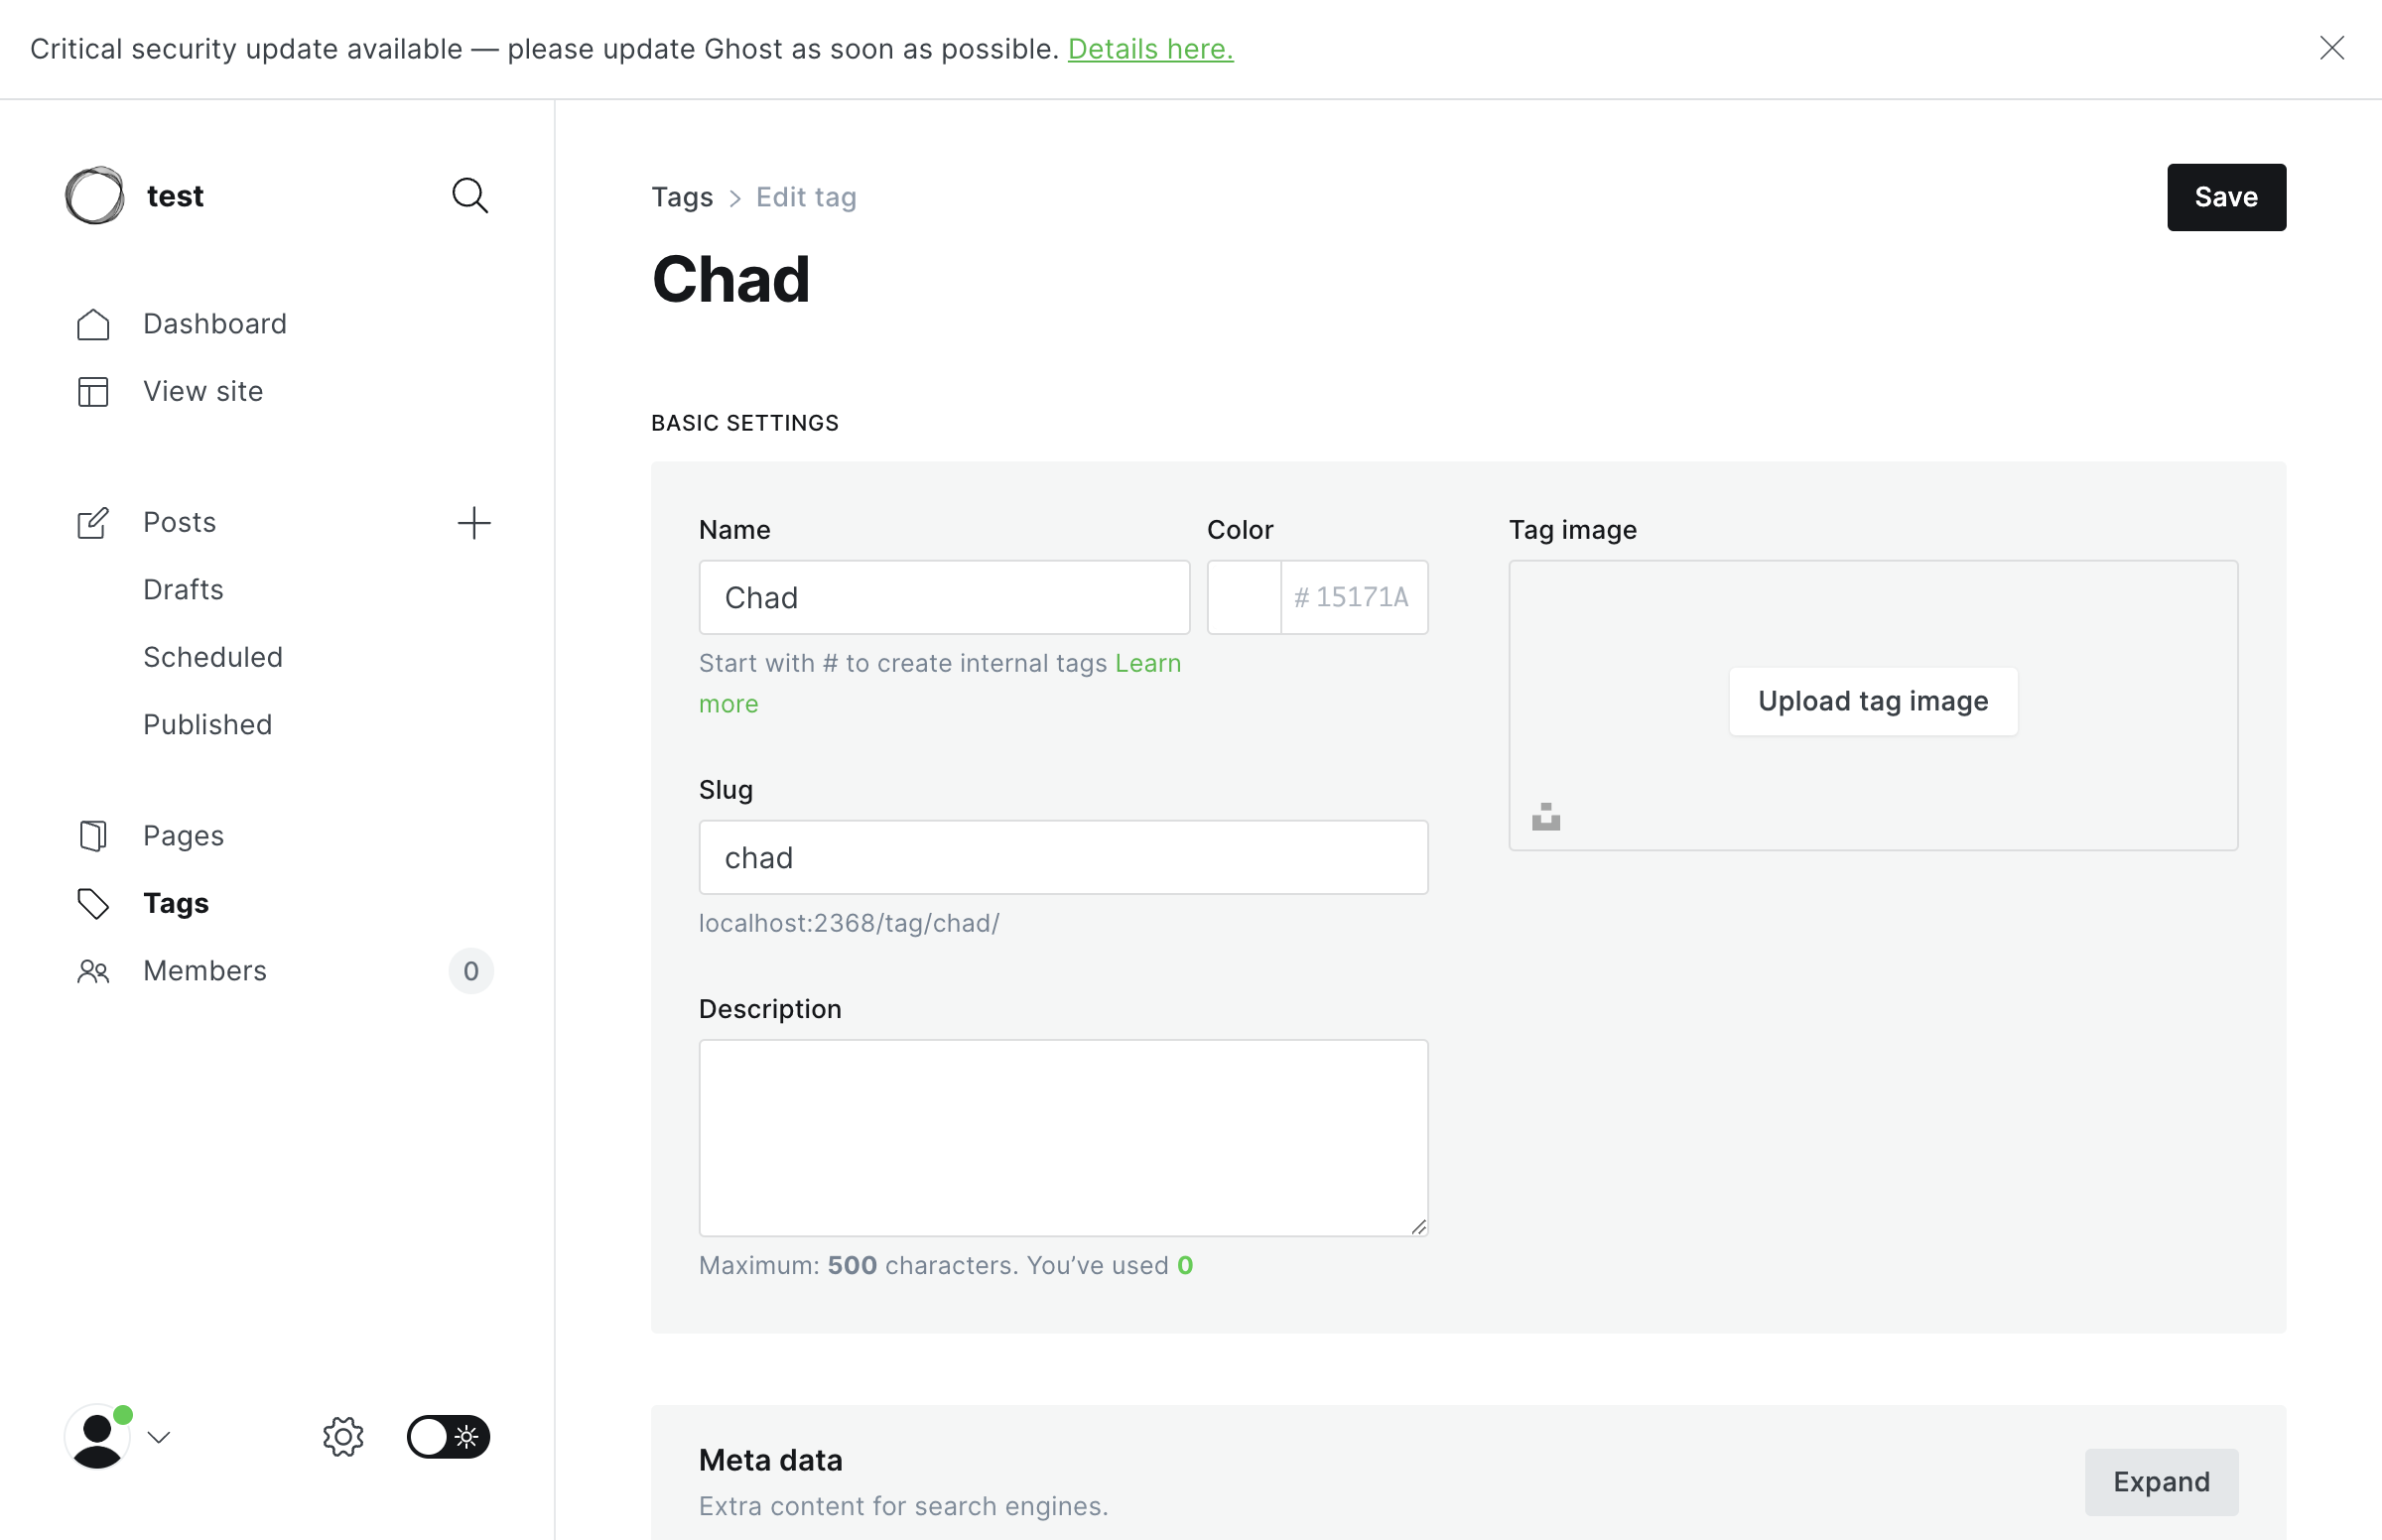 Critical security update available — please update Ghost as soon as possible. Details here.
test
Dashboard
View site
Posts
Drafts
Scheduled
Published
Pages
Tags
Members
0
Tags > Edit tag
Save
Chad
BASIC SETTINGS
Name
Color
Tag image
Chad
# 15171A
Start with # to create internal tags Learn
more
Upload tag image
Slug
chad
localhost:2368/tag/chad/
Description
Maximum: 500 characters. You’ve used 0
Meta data
Extra content for search engines.
Expand